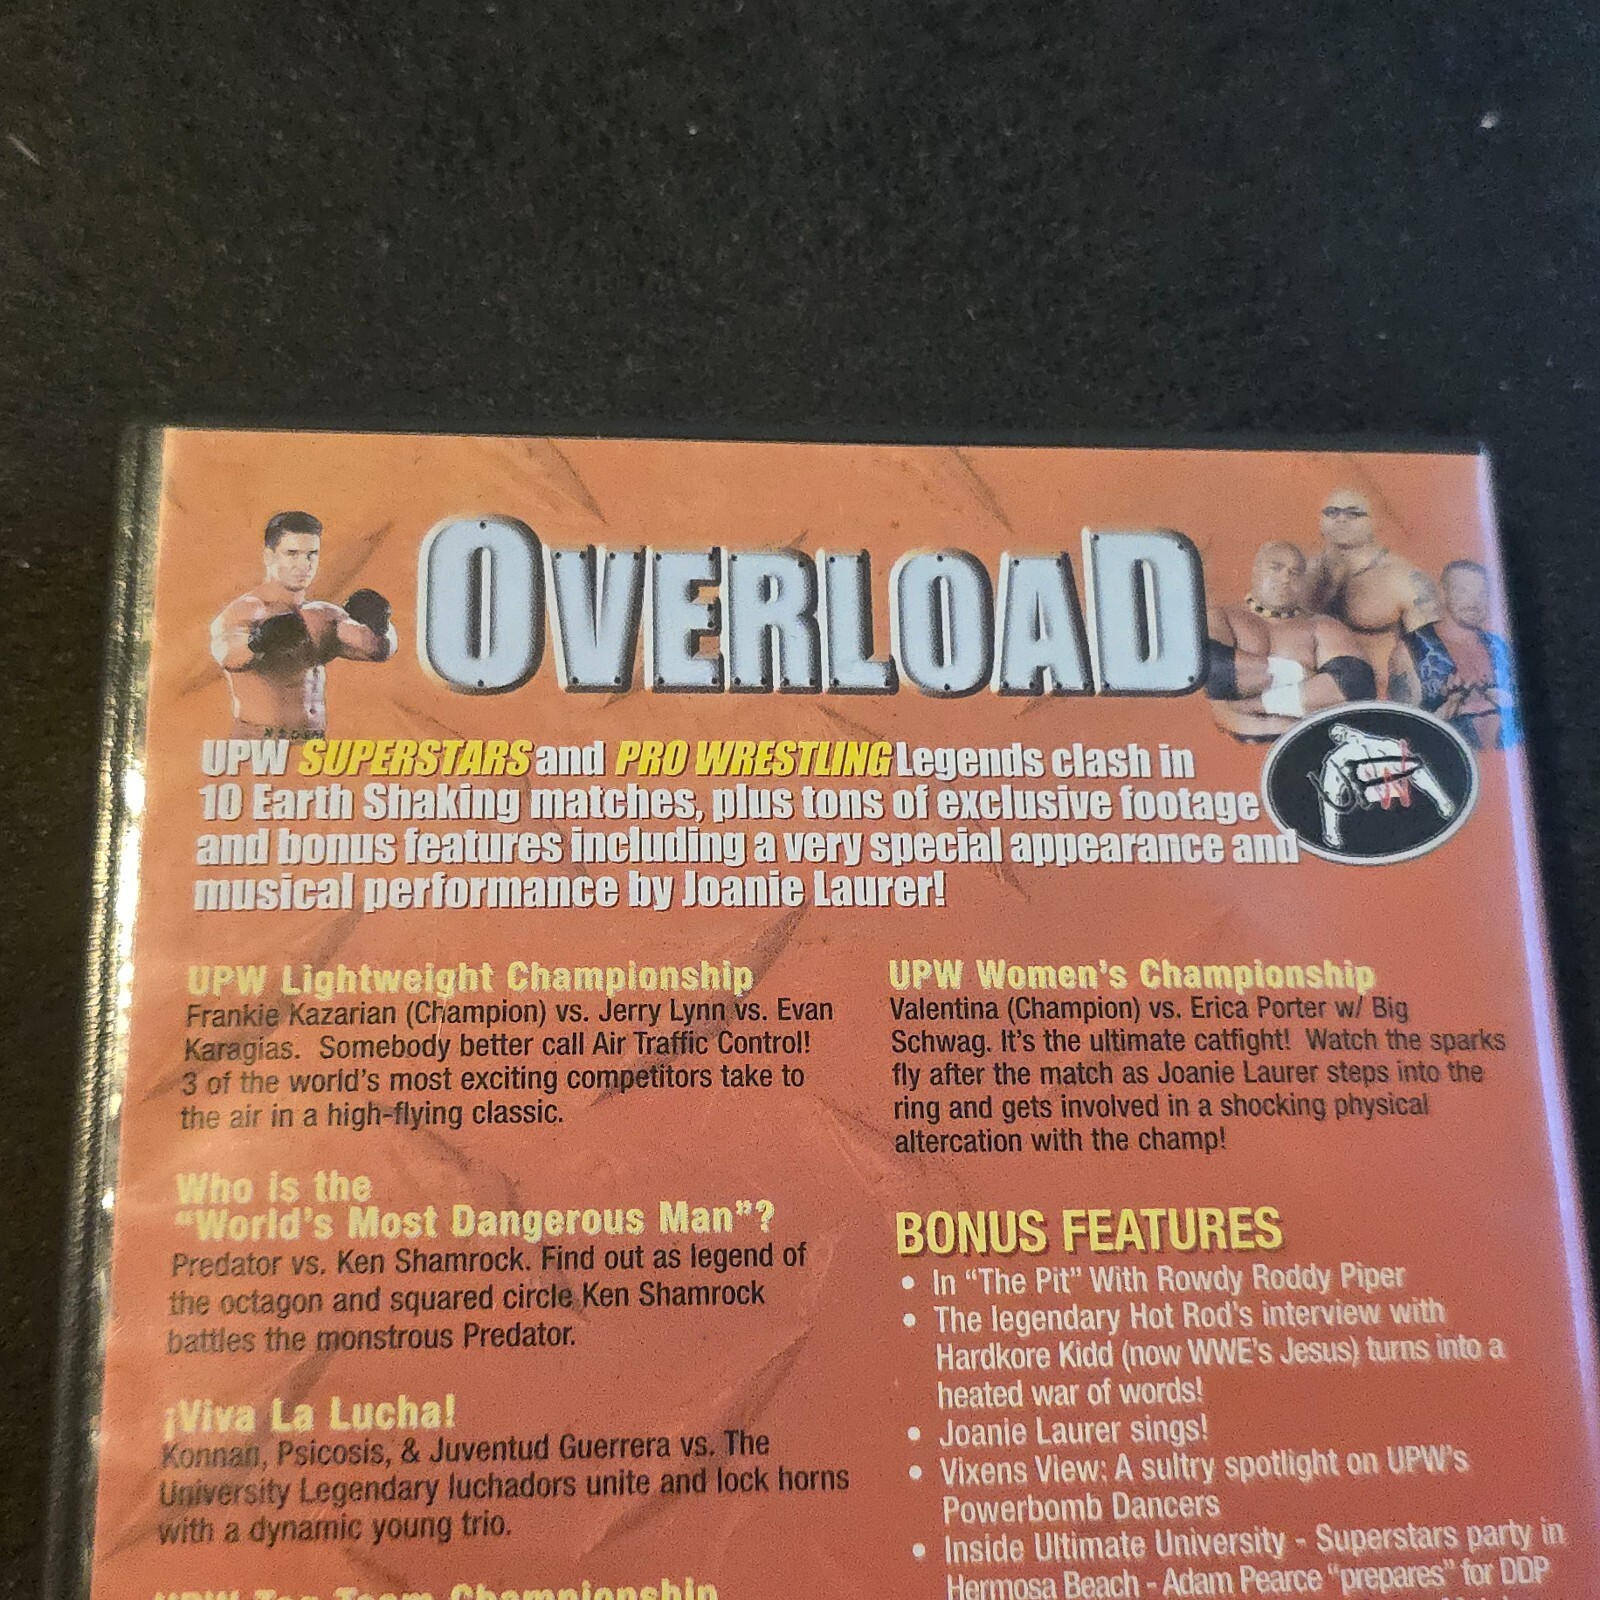 OVERLOAD
UPW SUPERSTARS and PRO WRESTLING Legends clash in
10 Earth Shaking matches, plus tons of exclusive footage
and bonus features including a very special appearance and
musical performance by Joanie Laurer!
UPW Lightweight Championship
Frankie Kazarian (Champion) vs. Jerry Lynn vs. Evan
Karagias. Somebody better call Air Traffic Control!
3 of the world's most exciting competitors take to
the air in a high-flying classic.
Who is the
"World's Most Dangerous Man"?
Predator vs. Ken Shamrock. Find out as legend of
the octagon and squared circle Ken Shamrock
battles the monstrous Predator.
¡Viva La Lucha!
Konnan, Psicosis, & Juventud Guerrera vs. The
University Legendary luchadors unite and lock horns
with a dynamic young trio.
UPW Tag Team Championship
UPW Women's Championship
Valentina (Champion) vs. Erica Porter w/ Big
Schwag. It's the ultimate catfight! Watch the sparks
fly after the match as Joanie Laurer steps into the
ring and gets involved in a shocking physical
altercation with the champ!
BONUS FEATURES
• In "The Pit" With Rowdy Roddy Piper
• The legendary Hot Rod's interview with
Hardkore Kidd (now WWE's Jesus) turns into a
heated war of words!
• Joanie Laurer sings!
• Vixens View: A sultry spotlight on UPW's
Powerbomb Dancers
• Inside Ultimate University - Superstars party in
Hermosa Beach - Adam Pearce "prepares" for DDP